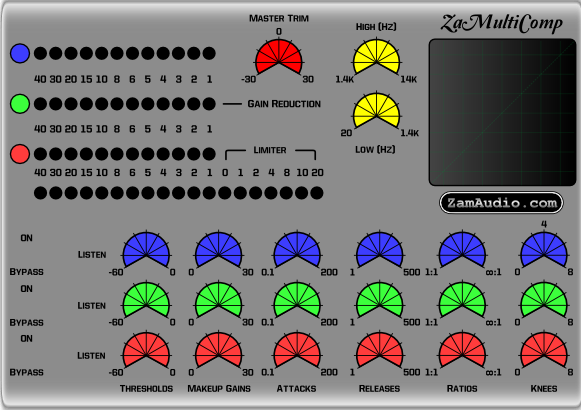 MASTER TRIM
0
-30 30
HIGH (HZ)
1.4K 14K
ZaMultiComp
40 30 20 15 10 8 6 5 4 3 2 1
GAIN REDUCTION
40 30 20 15 10 8 6 5 4 3 2 1
20 1.4K
LOW (HZ)
LIMITER
40 30 20 15 10 8 6 5 4 3 2 1 0 1 2 4 8 10 20
ZamAudio.com
4
ON
LISTEN
BYPASS -60 0 0 30 0.1 200 1 500 1:1 ∞:1 0 8
ON
LISTEN
BYPASS -60 0 0 30 0.1 200 1 500 1:1 ∞:1 0 8
ON
LISTEN
BYPASS -60 0 0 30 0.1 200 1 500 1:1 ∞:1 0 8
THRESHOLDS MAKEUP GAINS ATTACKS RELEASES RATIOS KNEES